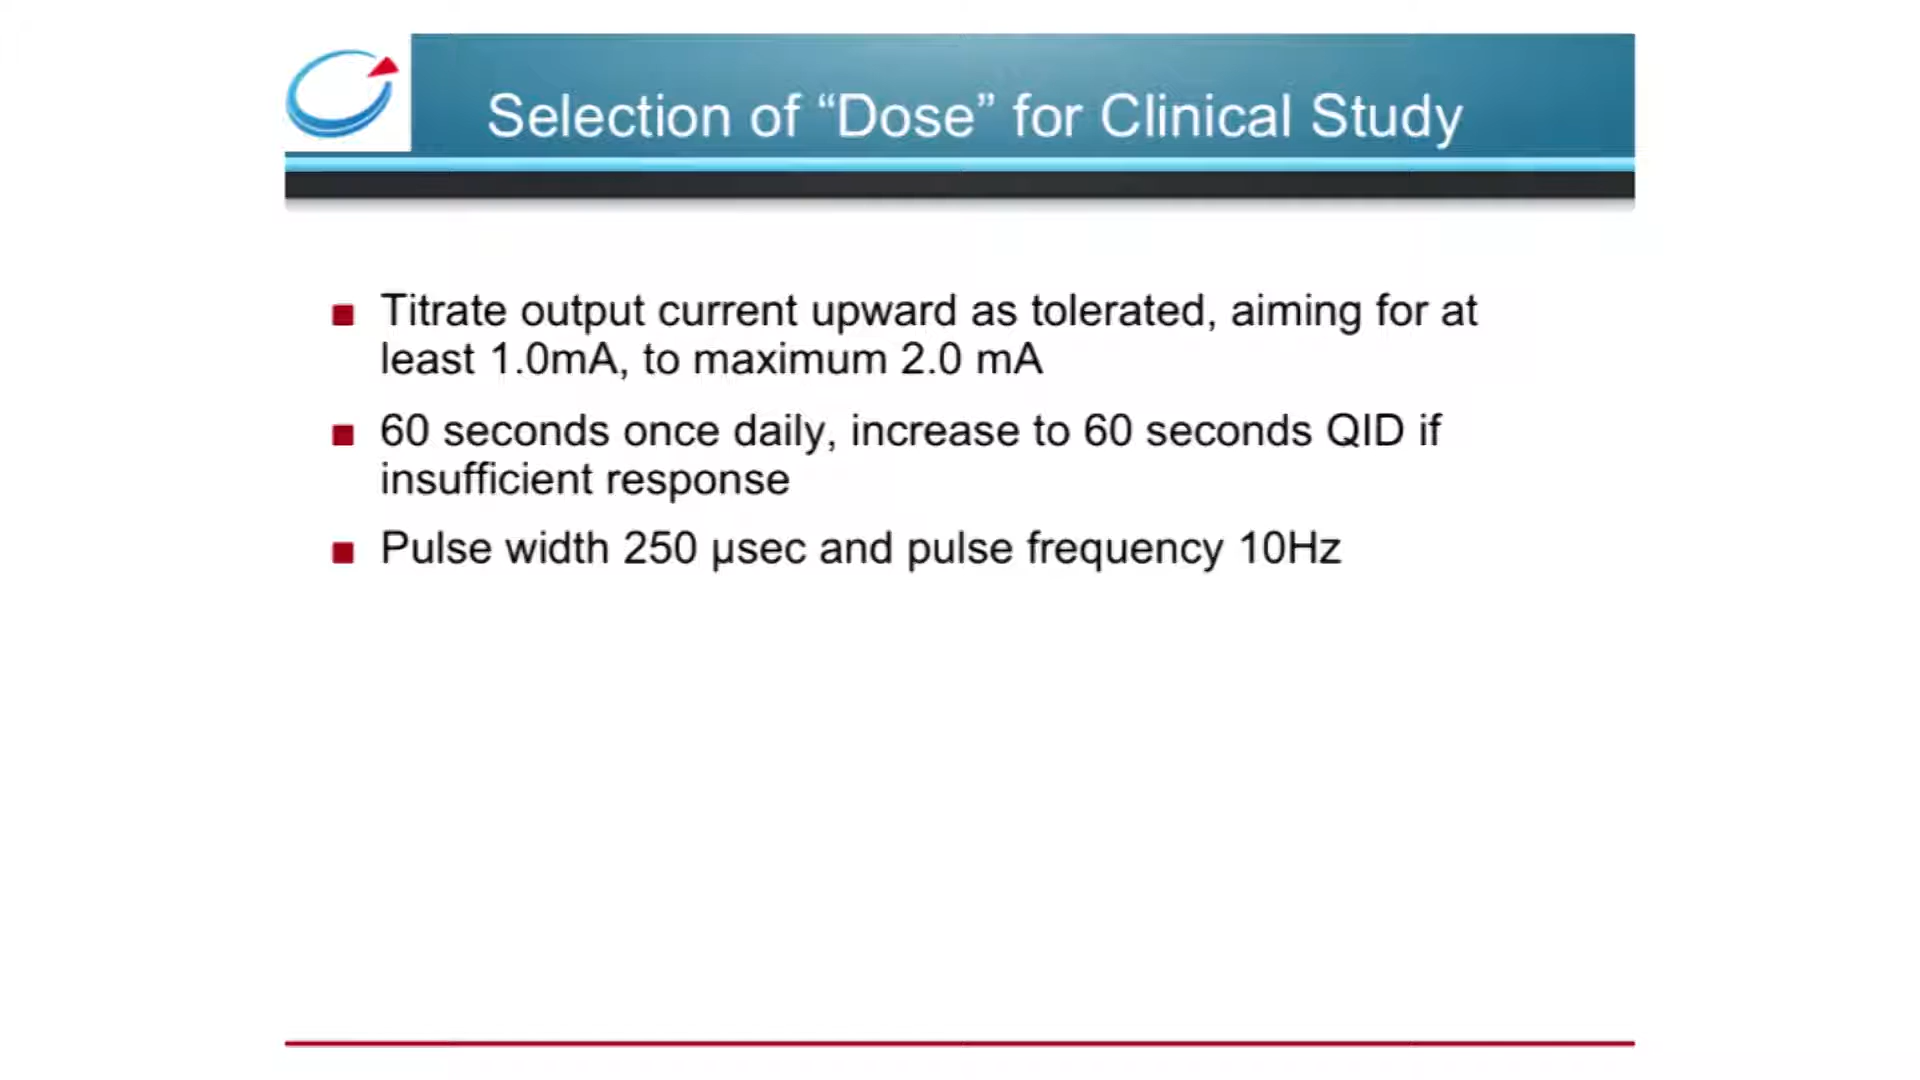 Selection of “Dose” for Clinical Study
Titrate output current upward as tolerated, aiming for at
least 1.0mA, to maximum 2.0 mA
60 seconds once daily, increase to 60 seconds QID if
insufficient response
Pulse width 250 µsec and pulse frequency 10Hz